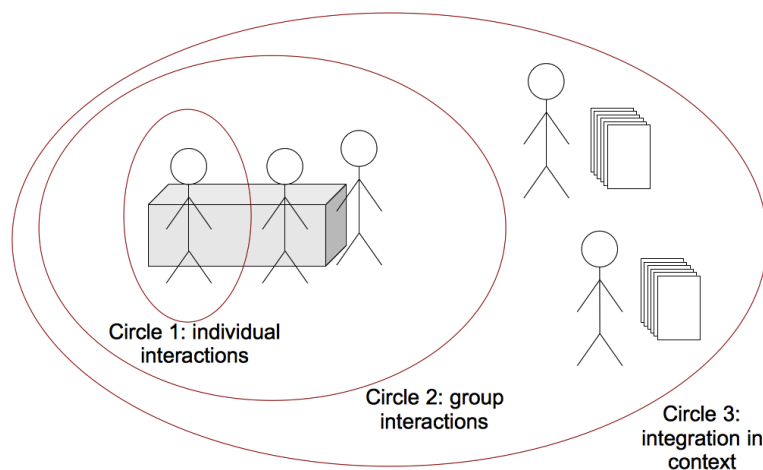 Circle 1: individual
interactions
Circle 2: group
interactions
Circle 3:
integration in
context